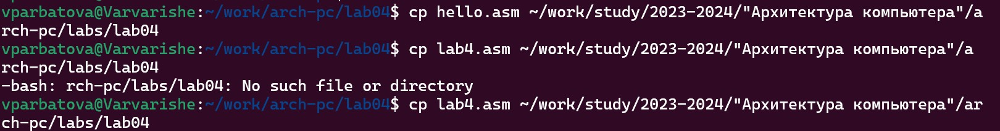 vparbatova@Varvarishe:~/work/arch-pc/lab04$ cp hello.asm ~/work/study/2023-2024/"Архитектура компьютера"/a
rch-pc/labs/lab04
vparbatova@Varvarishe:~/work/arch-pc/lab04$ cp lab4.asm ~/work/study/2023-2024/"Архитектура компьютера"/a
rch-pc/labs/lab04
-bash: rch-pc/labs/lab04: No such file or directory
vparbatova@Varvarishe:~/work/arch-pc/lab04$ cp lab4.asm ~/work/study/2023-2024/"Архитектура компьютера"/ar
ch-pc/labs/lab04